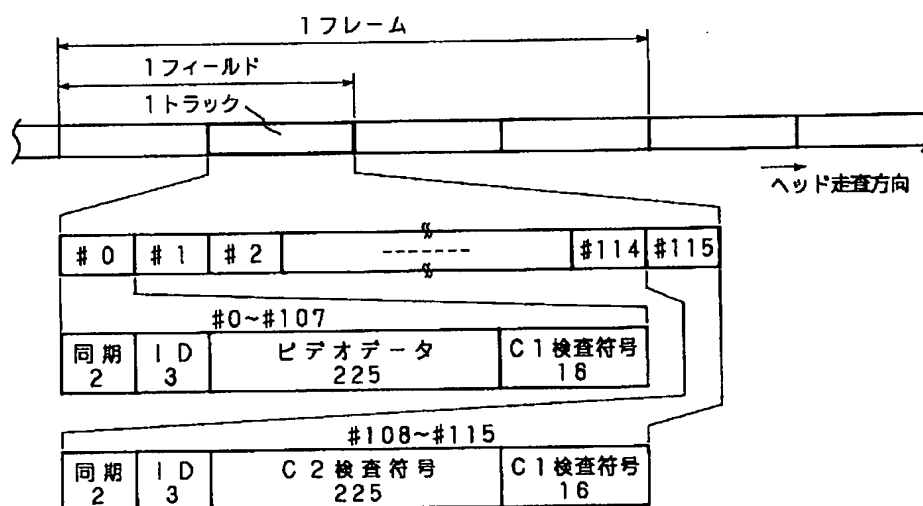 1フレーム
1フィールド
1トラック
ヘッド走査方向
#0 #1 #2 ------- #114 #115
#0~#107
同期 ID ビデオデータ C1検査符号
2 3 225 16
#108~#115
同期 ID C2検査符号 C1検査符号
2 3 225 16